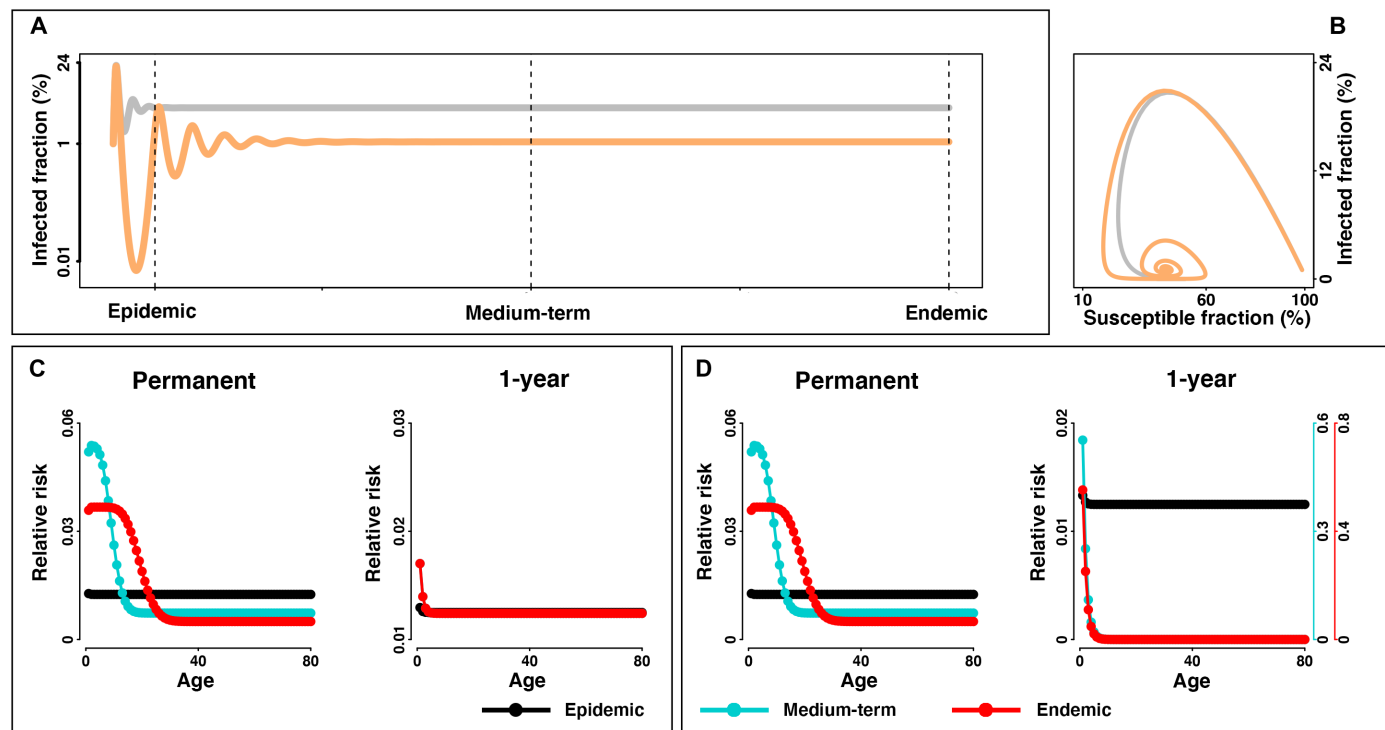 A
Infected fraction (%)
24
1
0.01
Epidemic
Medium-term
Endemic
B
24
12
0
Infected fraction (%)
10
60
100
Susceptible fraction (%)
C
Permanent
Relative risk
0.06
0.03
0
0
40
80
Age
1-year
Relative risk
0.03
0.02
0.01
0
40
80
Age
D
Permanent
Relative risk
0.06
0.03
0
0
40
80
Age
1-year
Relative risk
0.02
0.01
0
0.6
0.3
0
0.8
0.4
0
0
40
80
Age
Epidemic
Medium-term
Endemic